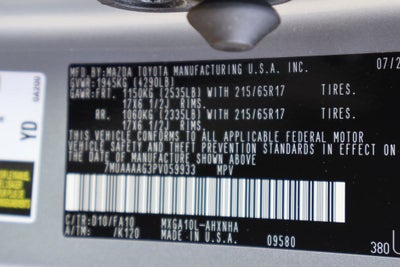 MFD.BY:MAZDA TOYOTA MANUFACTURING U.S.A. INC. 07/2
GVWR:1945KG (4290LB)
GAWR:FRT. 1150KG (2535LB) WITH 215/65R17 TIRES.
17X6 1/2J RIMS.
RR. 1060KG (2335LB) WITH 215/65R17 TIRES.
17X6 1/2J RIMS.
THIS VEHICLE CONFORMS TO ALL APPLICABLE FEDERAL MOTOR
VEHICLE SAFETY AND THEFT PREVENTION STANDARDS IN EFFECT ON
THE DATE OF MANUFACTURE SHOWN ABOVE.
7MUAAAAG3PV059933 MPV
C/TR:D10/FA10 MXGA10L-AHXNHA
A/TM: /K120 MADE IN U.S.A. 09580
380
0A200
YD